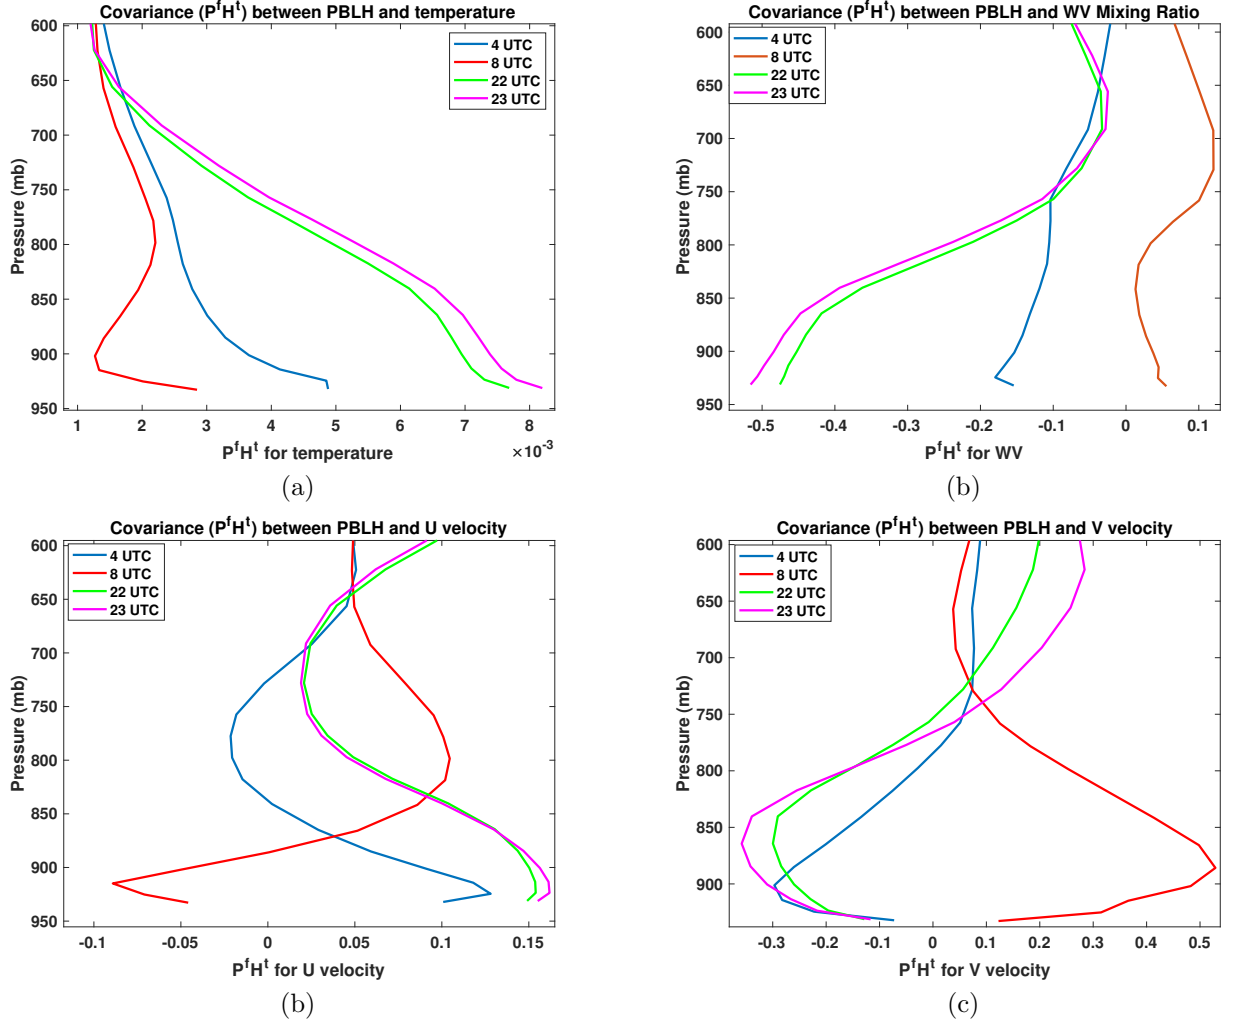 Covariance (PᶠHᵗ) between PBLH and temperature
600
650
700
750
800
850
900
950
Pressure (mb)
4 UTC
8 UTC
22 UTC
23 UTC
1 2 3 4 5 6 7 8
×10⁻³
PᶠHᵗ for temperature
(a)
Covariance (PᶠHᵗ) between PBLH and WV Mixing Ratio
600
650
700
750
800
850
900
950
Pressure (mb)
4 UTC
8 UTC
22 UTC
23 UTC
-0.5 -0.4 -0.3 -0.2 -0.1 0 0.1
PᶠHᵗ for WV
(b)
Covariance (PᶠHᵗ) between PBLH and U velocity
600
650
700
750
800
850
900
950
Pressure (mb)
4 UTC
8 UTC
22 UTC
23 UTC
-0.1 -0.05 0 0.05 0.1 0.15
PᶠHᵗ for U velocity
(b)
Covariance (PᶠHᵗ) between PBLH and V velocity
600
650
700
750
800
850
900
Pressure (mb)
4 UTC
8 UTC
22 UTC
23 UTC
-0.3 -0.2 -0.1 0 0.1 0.2 0.3 0.4 0.5
PᶠHᵗ for V velocity
(c)